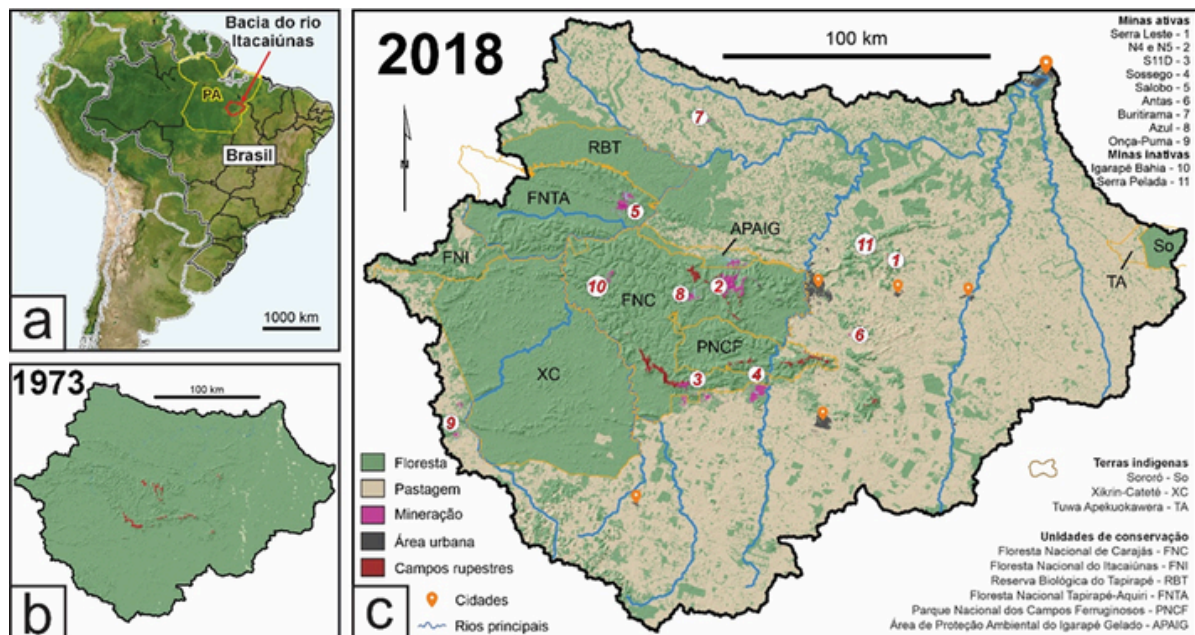 Bacia do rio
Itacaiúnas
PA
Brasil
1000 km
a
1973
100 km
b
2018
100 km
N
Minas ativas
Serra Leste - 1
N4 e N5 - 2
S11D - 3
Sossego - 4
Salobo - 5
Antas - 6
Buritirama - 7
Azul - 8
Onça-Puma - 9
Minas inativas
Igarapé Bahia - 10
Serra Pelada - 11
7
RBT
FNTA
5
APAIG
FNI
11
1
So
TA
10
FNC
8
2
6
PNCF
XC
3
4
9
Floresta
Pastagem
Mineração
Área urbana
Campos rupestres
Cidades
Rios principais
Terras indígenas
Sororó - So
Xikrin-Cateté - XC
Tuwa Apekuokawera - TA
Unidades de conservação
Floresta Nacional de Carajás - FNC
Floresta Nacional do Itacaiúnas - FNI
Reserva Biológica do Tapirapé - RBT
Floresta Nacional Tapirapé-Aquiri - FNTA
Parque Nacional dos Campos Ferruginosos - PNCF
Área de Proteção Ambiental do Igarapé Gelado - APAIG
c